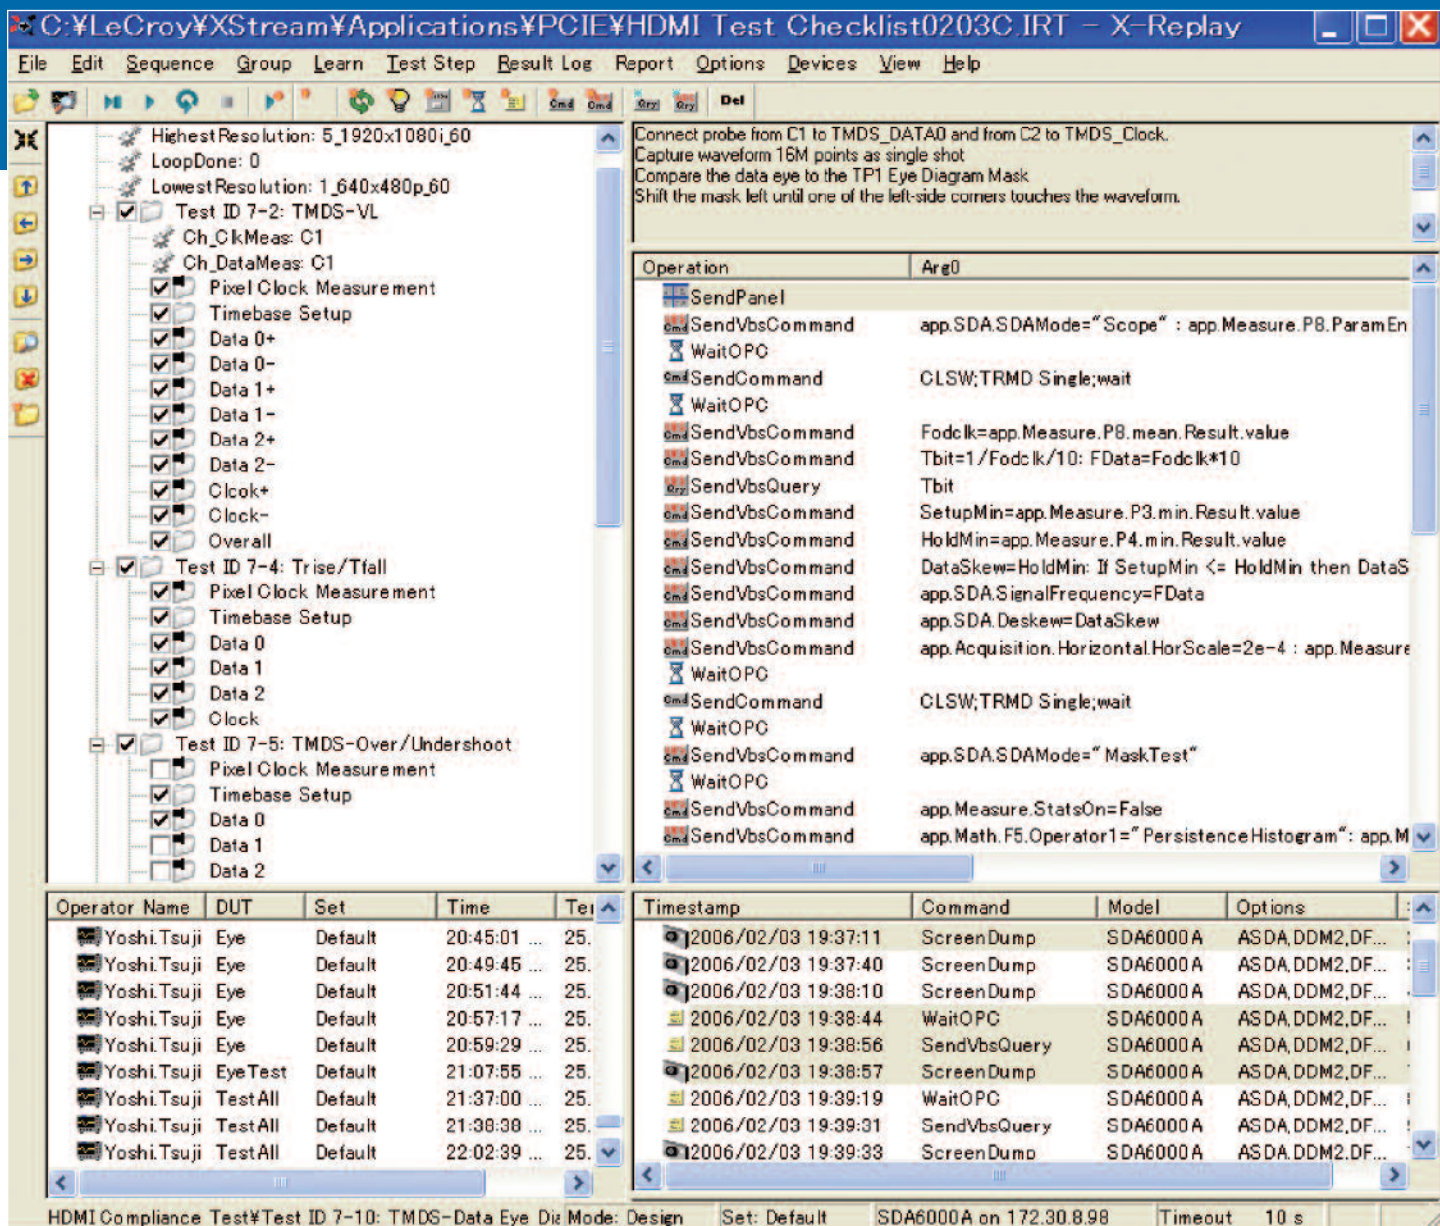 C:¥LeCroy¥XStream¥Applications¥PCIE¥HDMI Test Checklist0203C.IRT - X-Replay
File Edit Sequence Group Learn Test Step Result Log Report Options Devices View Help
Cmd Cmd Qry Qry Del
HighestResolution: 5_1920x1080i_60
LoopDone: 0
LowestResolution: 1_640x480p_60
Test ID 7-2: TMDS-VL
Ch_ClkMeas: C1
Ch_DataMeas: C1
Pixel Clock Measurement
Timebase Setup
Data 0+
Data 0-
Data 1+
Data 1-
Data 2+
Data 2-
Clcok+
Clock-
Overall
Test ID 7-4: Trise/Tfall
Pixel Clock Measurement
Timebase Setup
Data 0
Data 1
Data 2
Clock
Test ID 7-5: TMDS-Over/Undershoot
Pixel Clock Measurement
Timebase Setup
Data 0
Data 1
Data 2
Connect probe from C1 to TMDS_DATA0 and from C2 to TMDS_Clock.
Capture waveform 16M points as single shot
Compare the data eye to the TP1 Eye Diagram Mask
Shift the mask left until one of the left-side corners touches the waveform.
Operation Arg0
SendPanel
Cmd SendVbsCommand app.SDA.SDAMode="Scope" : app.Measure.P8.ParamEn
WaitOPC
Cmd SendCommand CLSW;TRMD Single;wait
WaitOPC
Cmd SendVbsCommand Fodclk=app.Measure.P8.mean.Result.value
Cmd SendVbsCommand Tbit=1/Fodclk/10: FData=Fodclk*10
Qry SendVbsQuery Tbit
Cmd SendVbsCommand SetupMin=app.Measure.P3.min.Result.value
Cmd SendVbsCommand HoldMin=app.Measure.P4.min.Result.value
Cmd SendVbsCommand DataSkew=HoldMin: If SetupMin <= HoldMin then DataS
Cmd SendVbsCommand app.SDA.SignalFrequency=FData
Cmd SendVbsCommand app.SDA.Deskew=DataSkew
Cmd SendVbsCommand app.Acquisition.Horizontal.HorScale=2e-4 : app.Measure
WaitOPC
Cmd SendCommand CLSW;TRMD Single;wait
WaitOPC
Cmd SendVbsCommand app.SDA.SDAMode="MaskTest"
WaitOPC
Cmd SendVbsCommand app.Measure.StatsOn=False
Cmd SendVbsCommand app.Math.F5.Operator1="PersistenceHistogram": app.M
Operator Name DUT Set Time Ter
Yoshi.Tsuji Eye Default 20:45:01 ... 25.
Yoshi.Tsuji Eye Default 20:49:45 ... 25.
Yoshi.Tsuji Eye Default 20:51:44 ... 25.
Yoshi.Tsuji Eye Default 20:57:17 ... 25.
Yoshi.Tsuji Eye Default 20:59:29 ... 25.
Yoshi.Tsuji EyeTest Default 21:07:55 ... 25.
Yoshi.Tsuji TestAll Default 21:37:00 ... 25.
Yoshi.Tsuji TestAll Default 21:38:38 ... 25.
Yoshi.Tsuji TestAll Default 22:02:39 ... 25.
Timestamp Command Model Options
2006/02/03 19:37:11 ScreenDump SDA6000A ASDA,DDM2,DF...
2006/02/03 19:37:40 ScreenDump SDA6000A ASDA,DDM2,DF...
2006/02/03 19:38:10 ScreenDump SDA6000A ASDA,DDM2,DF...
2006/02/03 19:38:44 WaitOPC SDA6000A ASDA,DDM2,DF...
2006/02/03 19:38:56 SendVbsQuery SDA6000A ASDA,DDM2,DF...
2006/02/03 19:38:57 ScreenDump SDA6000A ASDA,DDM2,DF...
2006/02/03 19:39:19 WaitOPC SDA6000A ASDA,DDM2,DF...
2006/02/03 19:39:31 SendVbsQuery SDA6000A ASDA,DDM2,DF...
2006/02/03 19:39:33 ScreenDump SDA6000A ASDA,DDM2,DF...
HDMI Compliance Test¥Test ID 7-10: TMDS-Data Eye Dia Mode: Design Set: Default SDA6000A on 172.30.8.98 Timeout 10 s